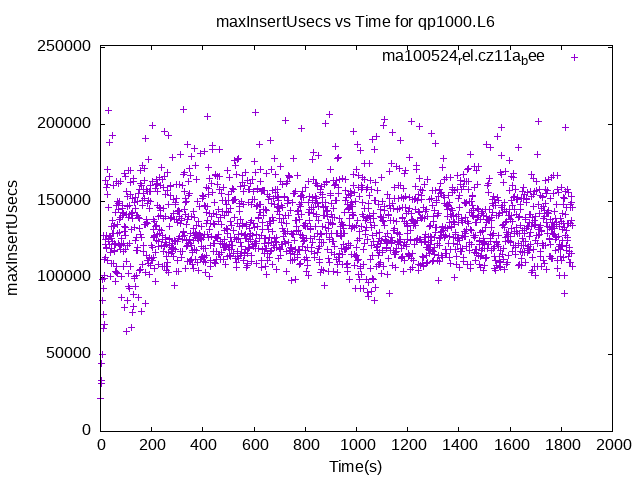 maxInsertUsecs vs Time for qp1000.L6
250000
ma100524rel.cz11abee
200000
150000
maxInsertUsecs
100000
50000
0
0 200 400 600 800 1000 1200 1400 1600 1800 2000
Time(s)